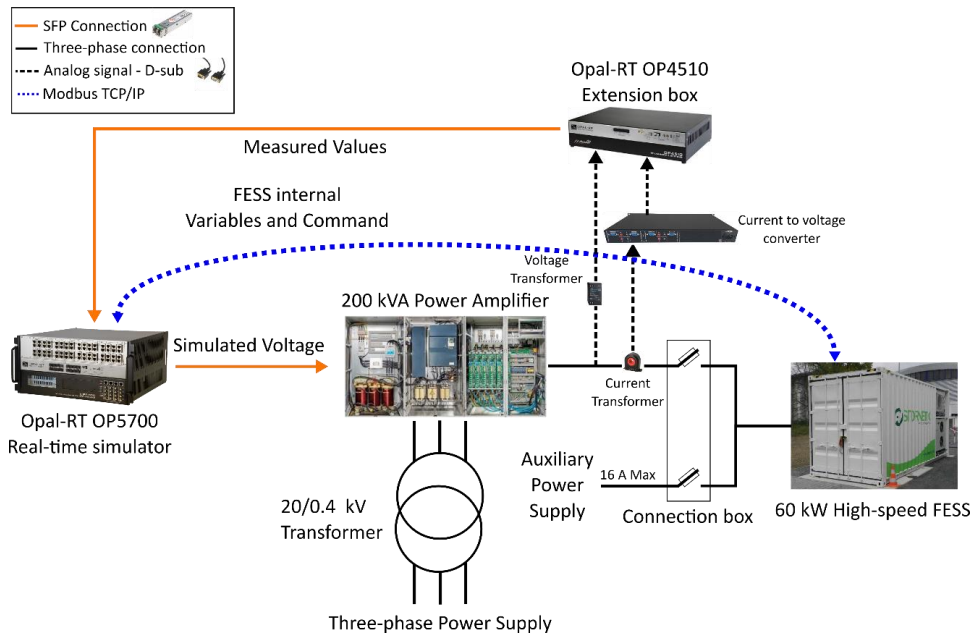 SFP Connection
Three-phase connection
Analog signal - D-sub
Modbus TCP/IP
Opal-RT OP4510
Extension box
Measured Values
FESS internal
Variables and Command
Current to voltage
converter
Voltage
Transformer
200 kVA Power Amplifier
Simulated Voltage
Current
Transformer
Opal-RT OP5700
Real-time simulator
Auxiliary
Power
Supply
16 A Max
20/0.4 kV
Transformer
Connection box
60 kW High-speed FESS
Three-phase Power Supply